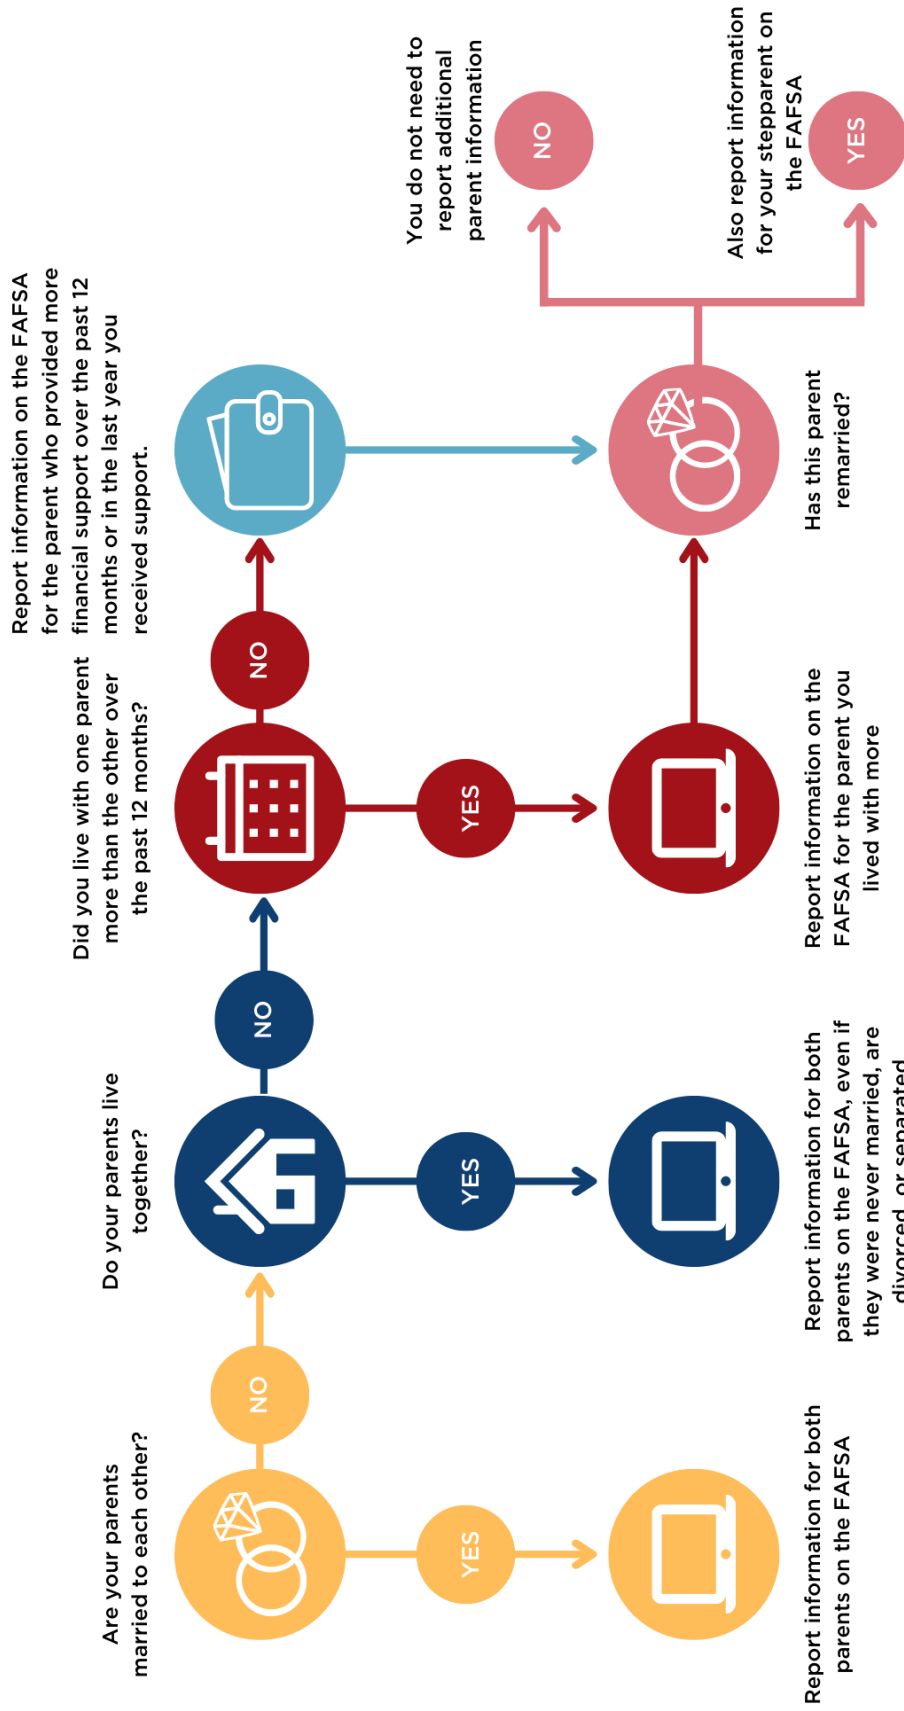 Are your parents
married to each other?
NO
YES
Report information for both
parents on the FAFSA
Do your parents live
together?
NO
YES
Report information for both
parents on the FAFSA, even if
they were never married, are
divorced, or separated
Did you live with one parent
more than the other over
the past 12 months?
NO
YES
Report information on the
FAFSA for the parent you
lived with more
Report information on the FAFSA
for the parent who provided more
financial support over the past 12
months or in the last year you
received support.
Has this parent
remarried?
You do not need to
report additional
parent information
NO
Also report information
for your stepparent on
the FAFSA
YES